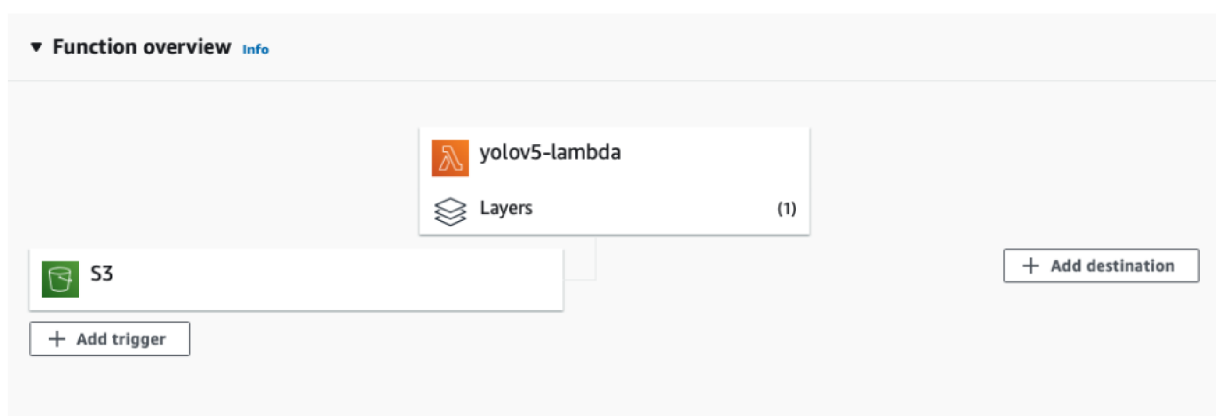 Function overview Info
yolov5-lambda
Layers (1)
S3
+ Add destination
+ Add trigger